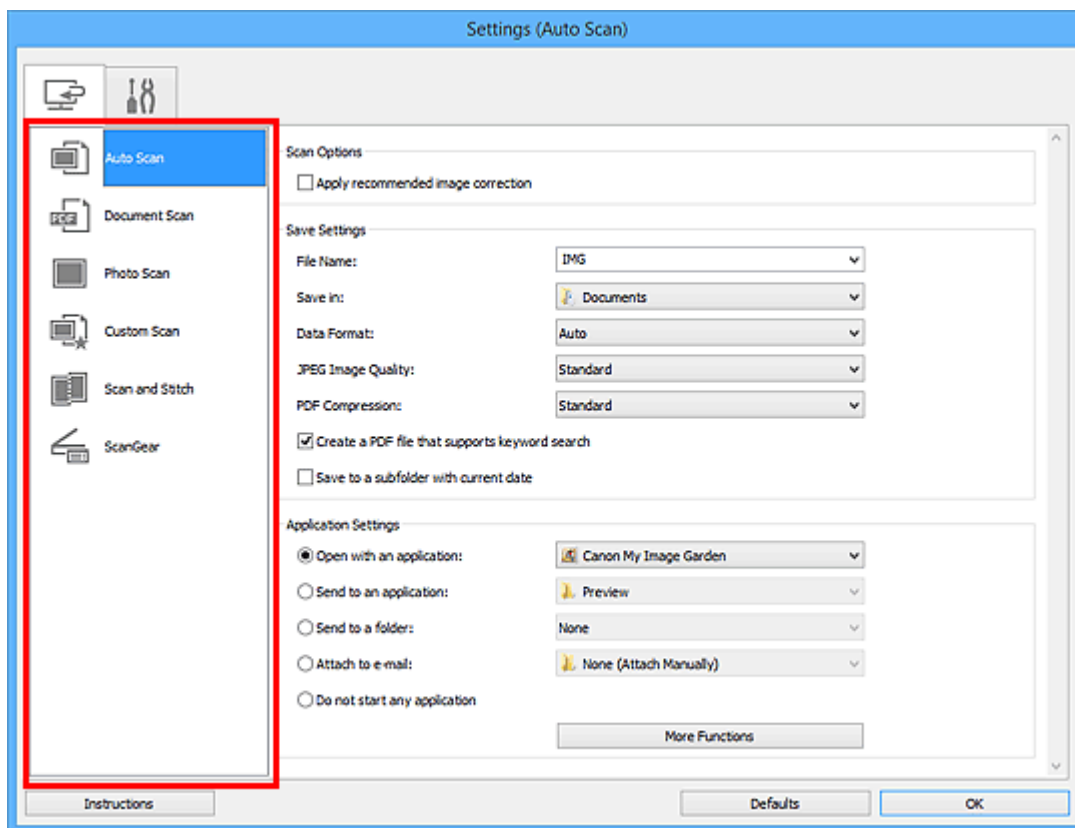 Settings (Auto Scan)
Auto Scan
PDF
Document Scan
Photo Scan
Custom Scan
Scan and Stitch
ScanGear
Scan Options
Apply recommended image correction
Save Settings
File Name: IMG
Save in: Documents
Data Format: Auto
JPEG Image Quality: Standard
PDF Compression: Standard
Create a PDF file that supports keyword search
Save to a subfolder with current date
Application Settings
Open with an application: Canon My Image Garden
Send to an application: Preview
Send to a folder: None
Attach to e-mail: None (Attach Manually)
Do not start any application
More Functions
Instructions Defaults OK